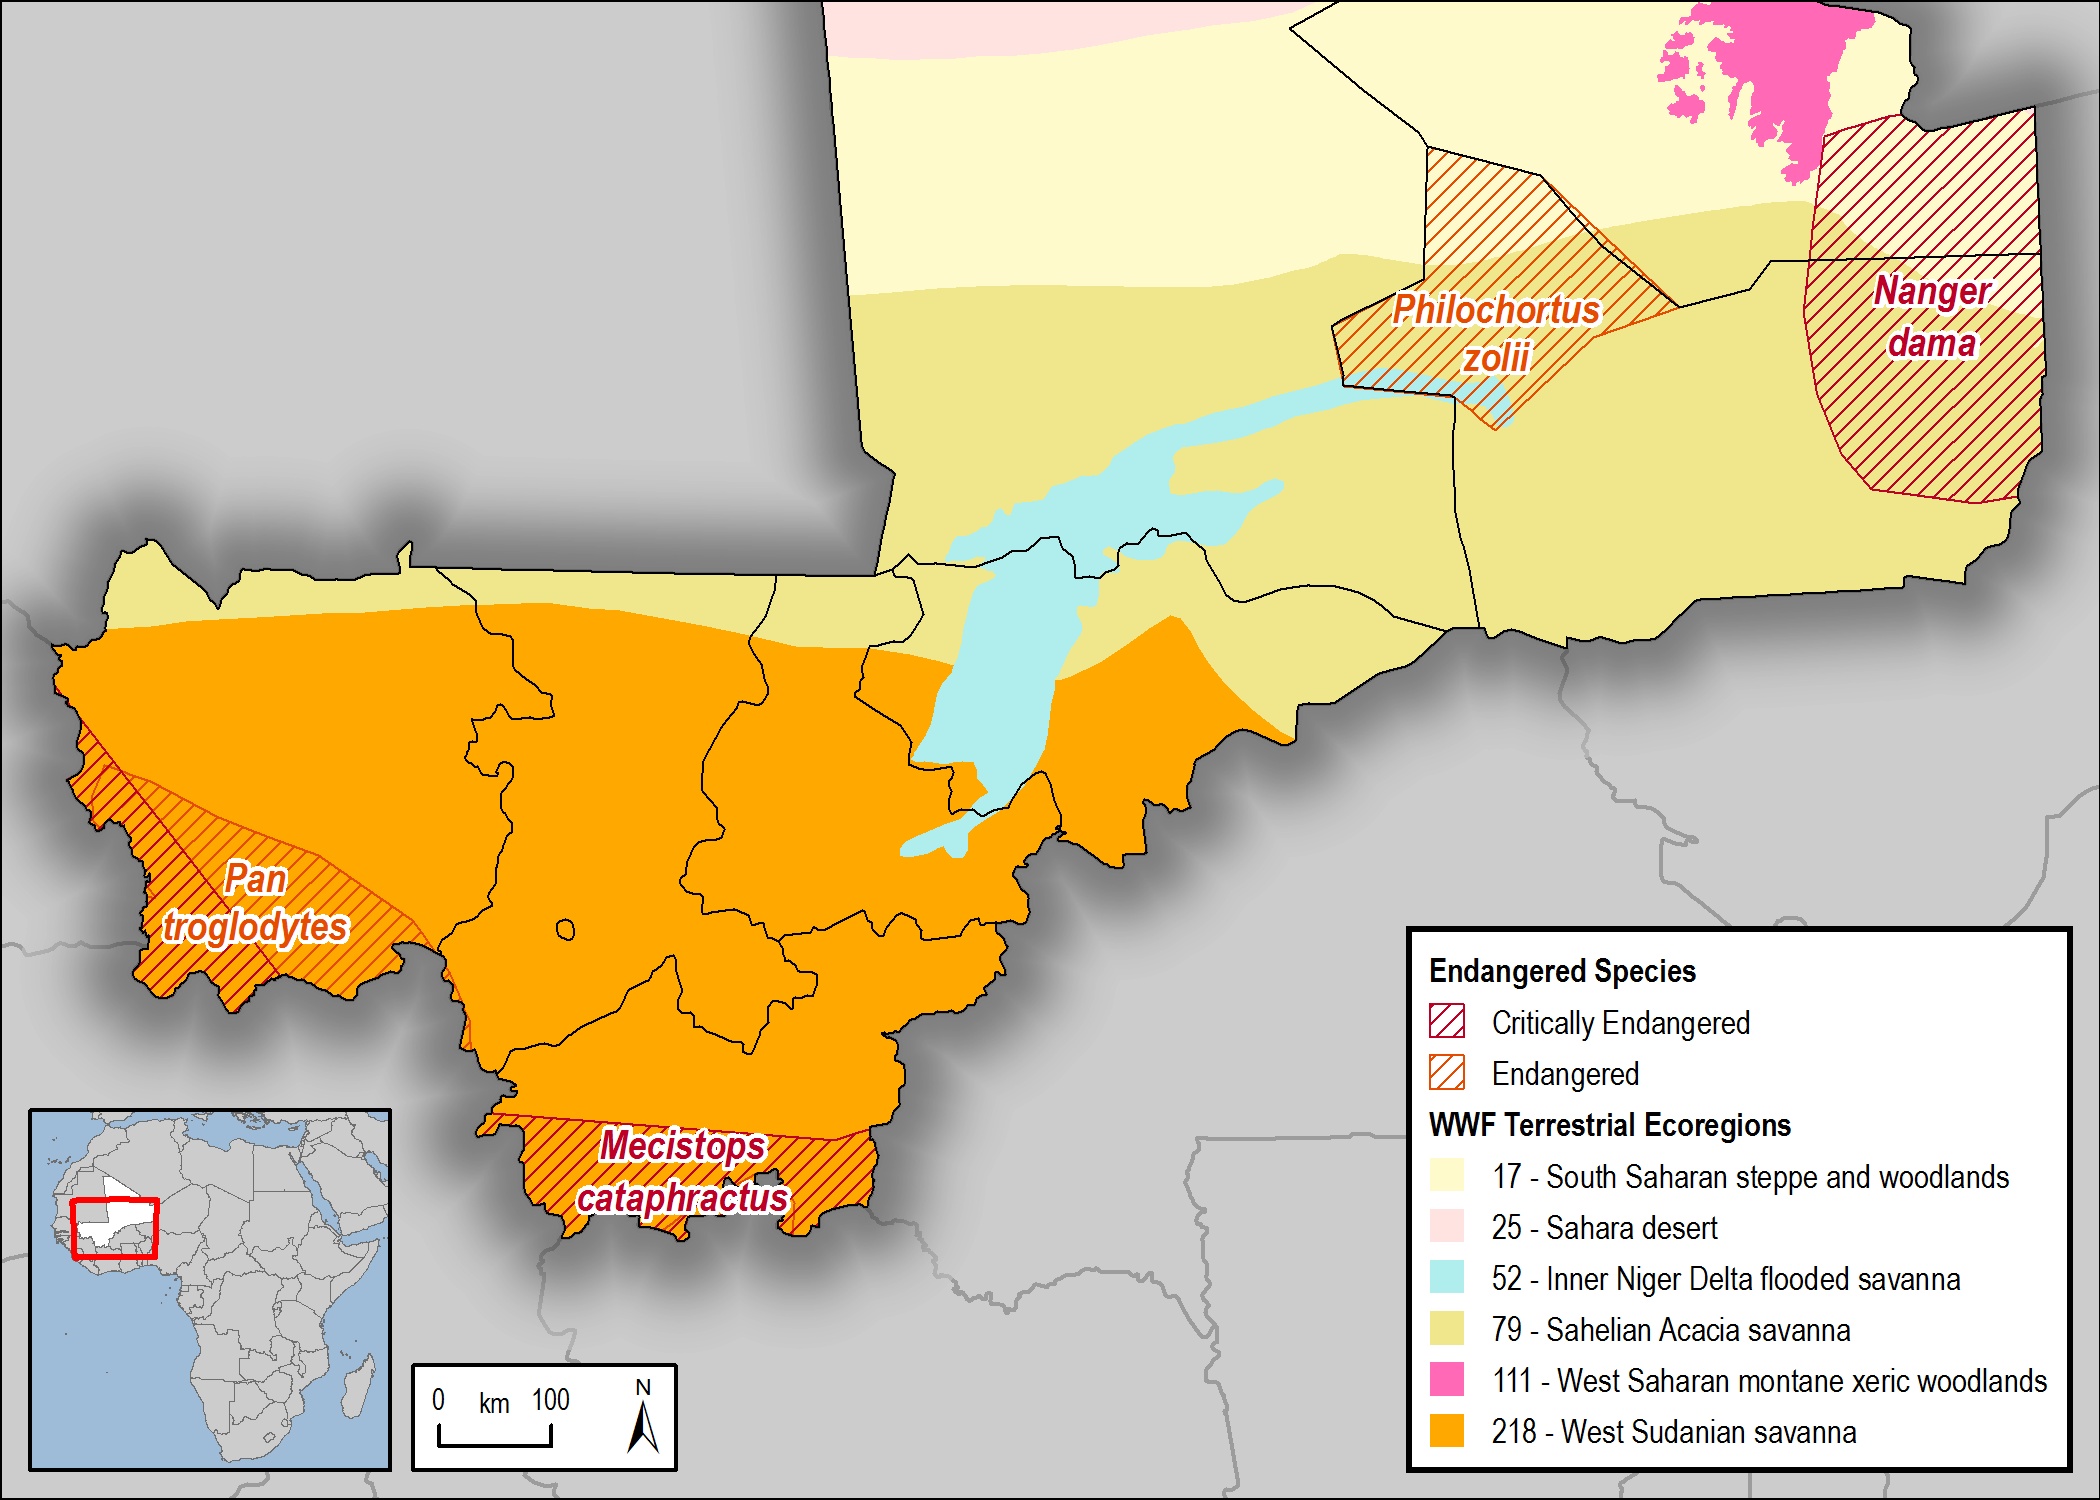 Philochortus
zolii
Nanger
dama
Pan
troglodytes
Mecistops
cataphractus
Endangered Species
Critically Endangered
Endangered
WWF Terrestrial Ecoregions
17 - South Saharan steppe and woodlands
25 - Sahara desert
52 - Inner Niger Delta flooded savanna
79 - Sahelian Acacia savanna
111 - West Saharan montane xeric woodlands
218 - West Sudanian savanna
0 km 100
N